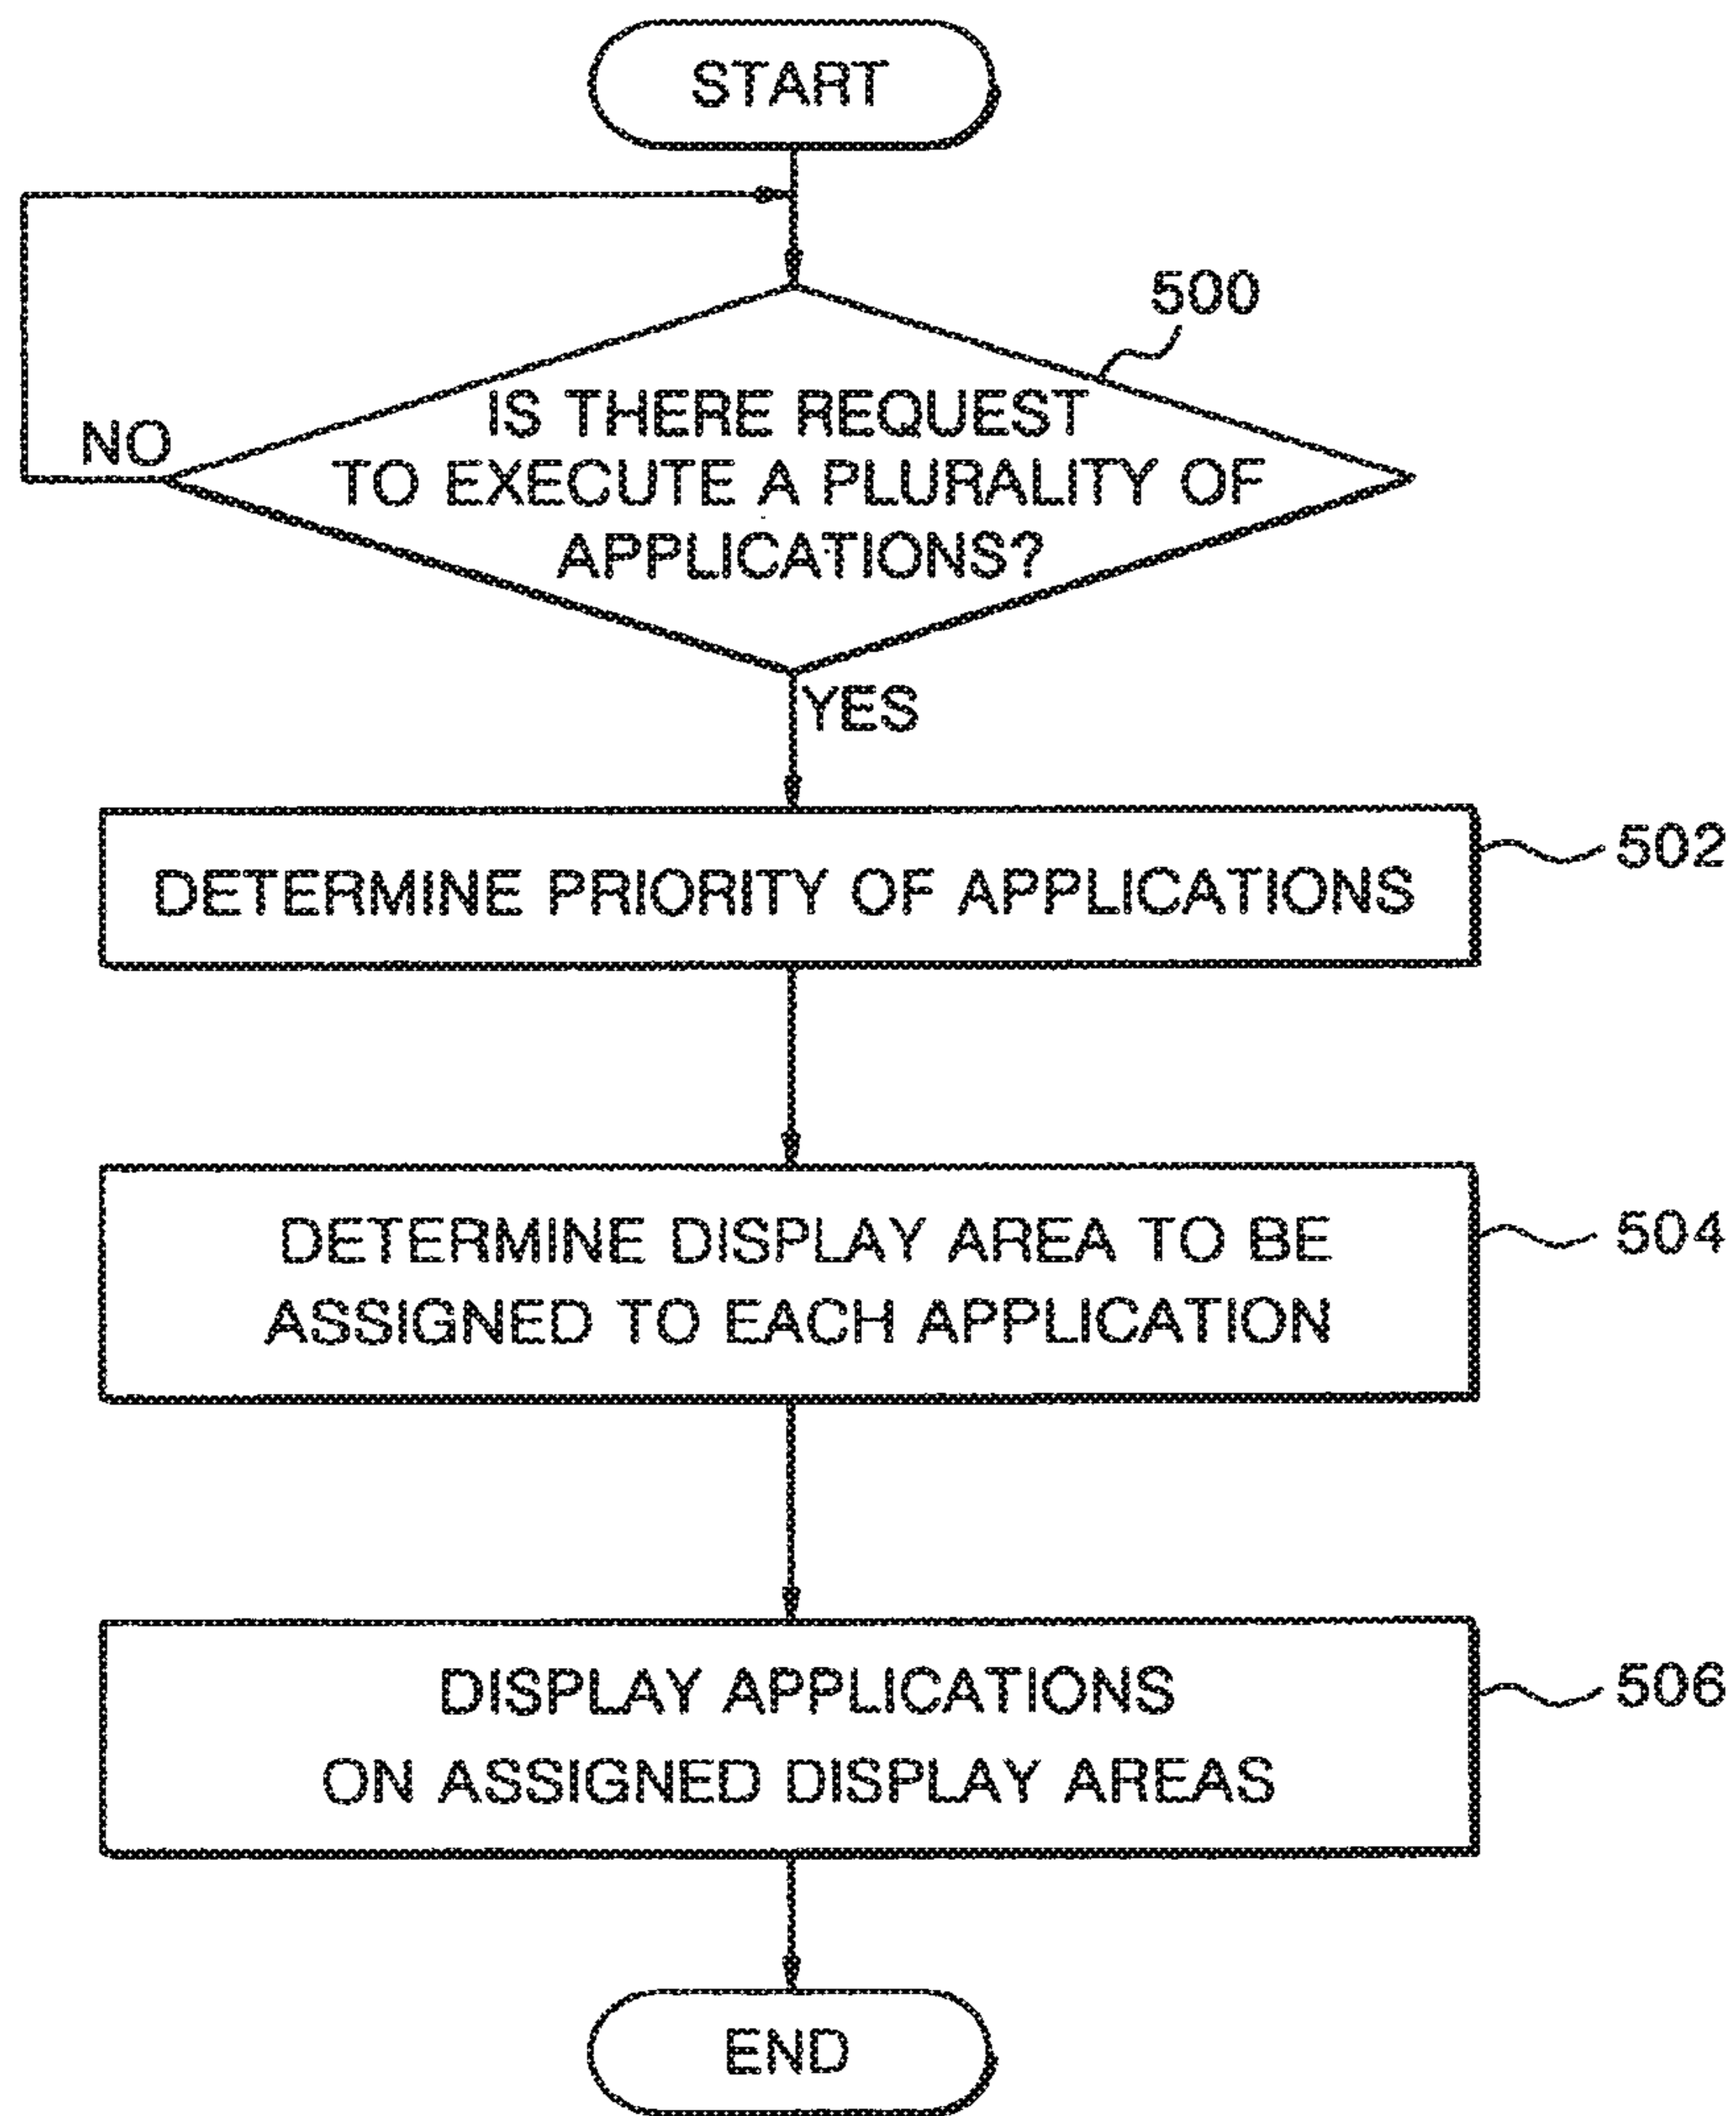 START
500
IS THERE REQUEST
TO EXECUTE A PLURALITY OF
APPLICATIONS?
NO
YES
DETERMINE PRIORITY OF APPLICATIONS
502
DETERMINE DISPLAY AREA TO BE
ASSIGNED TO EACH APPLICATION
504
DISPLAY APPLICATIONS
ON ASSIGNED DISPLAY AREAS
506
END